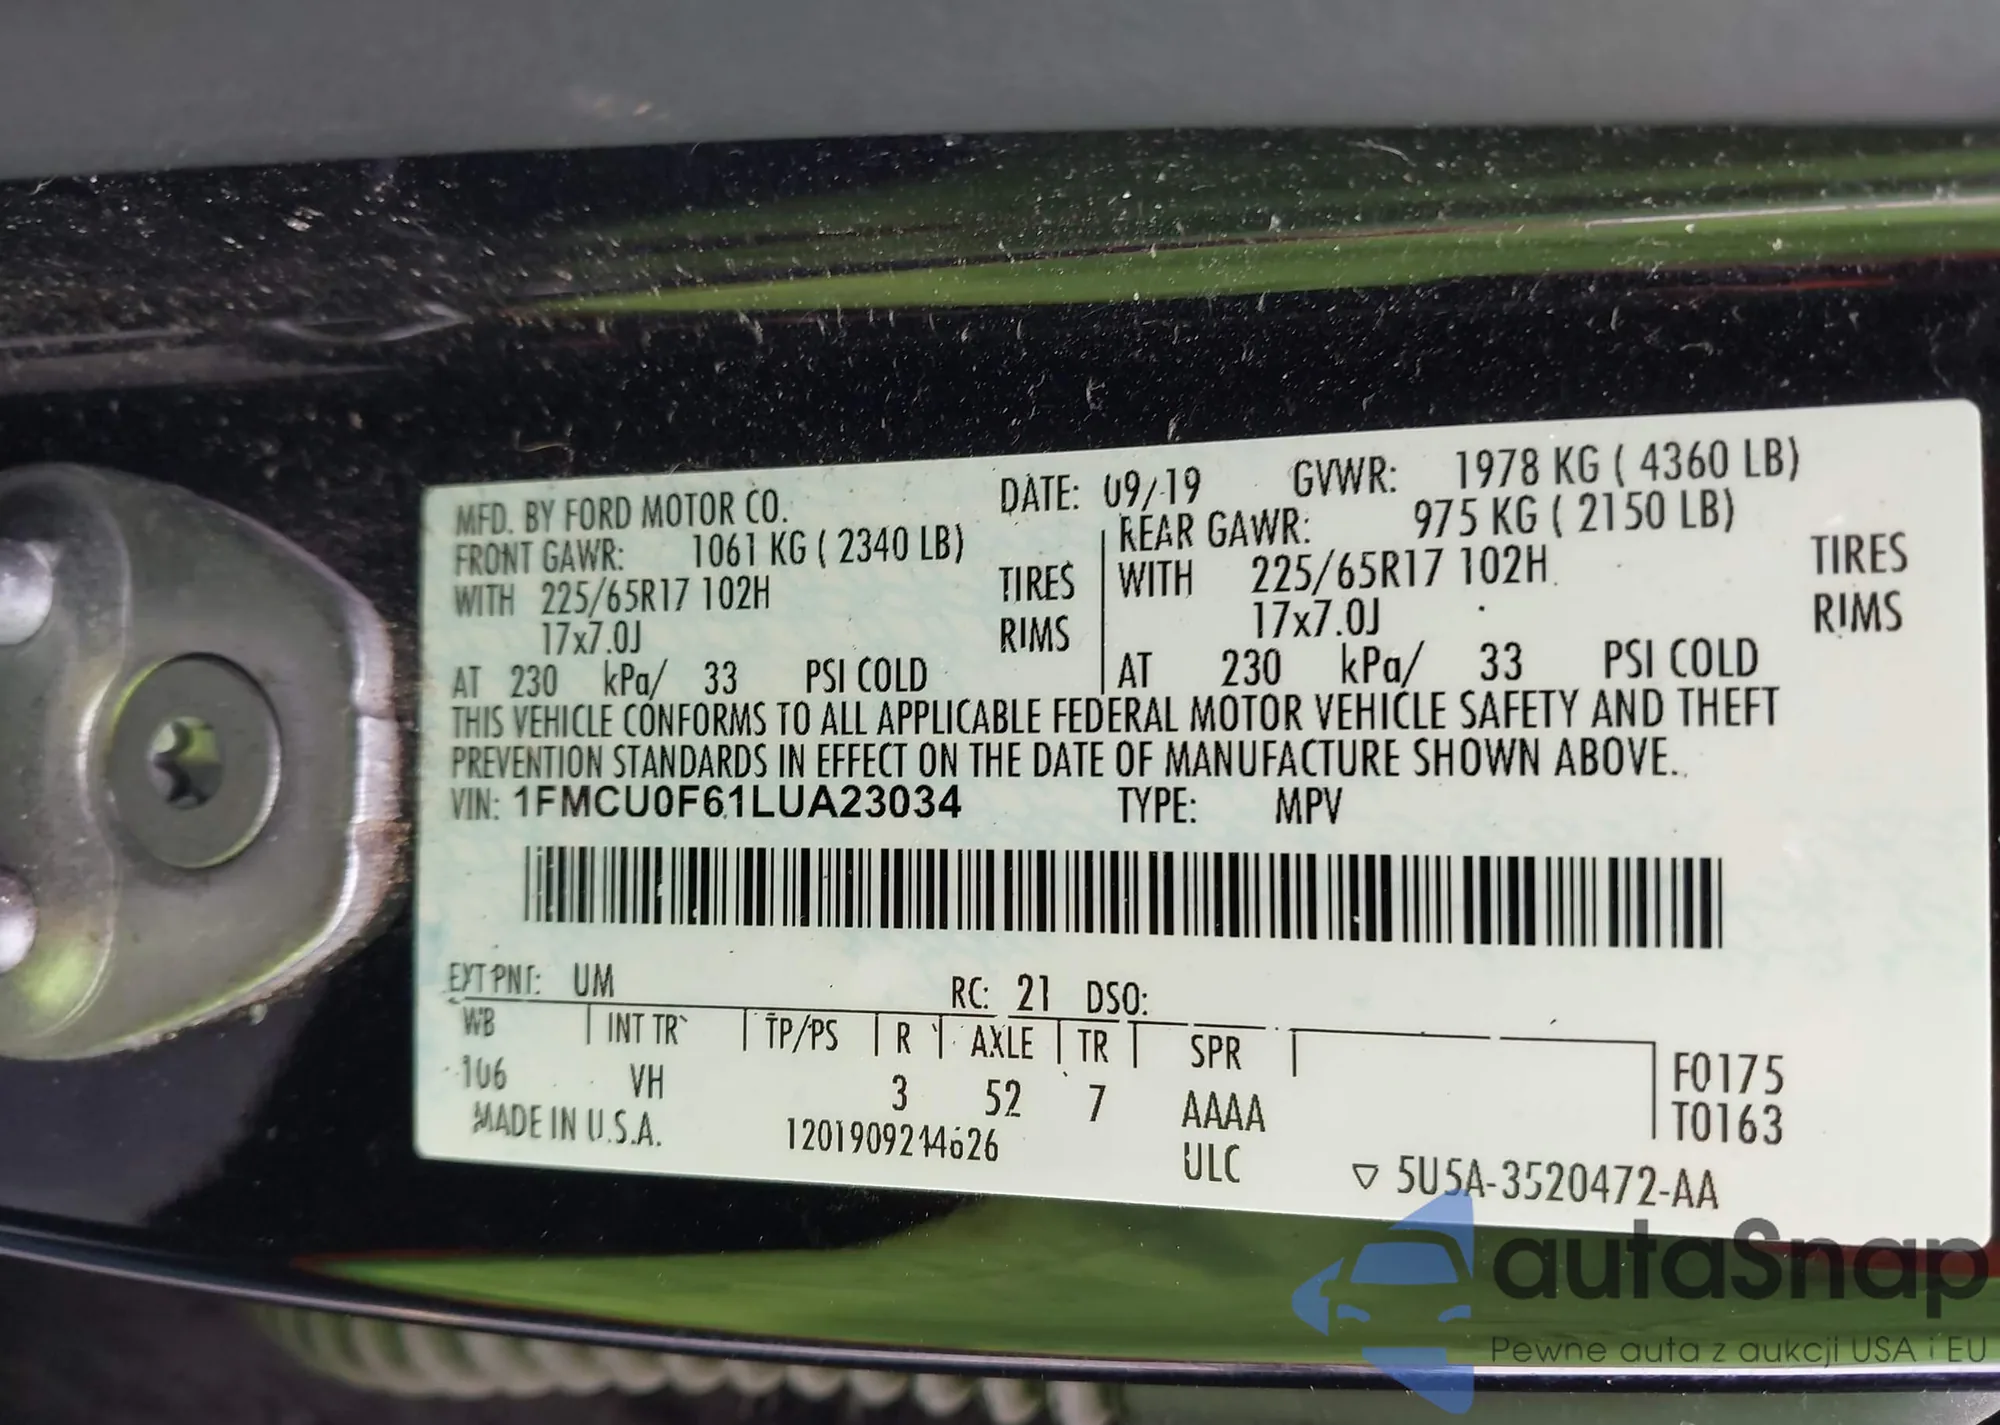 MFD. BY FORD MOTOR CO. DATE: 09/19 GVWR: 1978 KG ( 4360 LB)
FRONT GAWR: 1061 KG ( 2340 LB) REAR GAWR: 975 KG ( 2150 LB)
WITH 225/65R17 102H TIRES WITH 225/65R17 102H TIRES
17x7.0J RIMS 17x7.0J RIMS
AT 230 kPa/ 33 PSI COLD AT 230 kPa/ 33 PSI COLD
THIS VEHICLE CONFORMS TO ALL APPLICABLE FEDERAL MOTOR VEHICLE SAFETY AND THEFT
PREVENTION STANDARDS IN EFFECT ON THE DATE OF MANUFACTURE SHOWN ABOVE.
VIN: 1FMCU0F61LUA23034 TYPE: MPV
EXT PNT: UM RC: 21 DSO:
WB INT TR TP/PS R AXLE TR SPR F0175
106 VH 3 52 7 AAAA T0163
MADE IN U.S.A. 1201909214626 ULC ▽ 5U5A-3520472-AA
autaSnap
Pewne auta z aukcji USA i EU